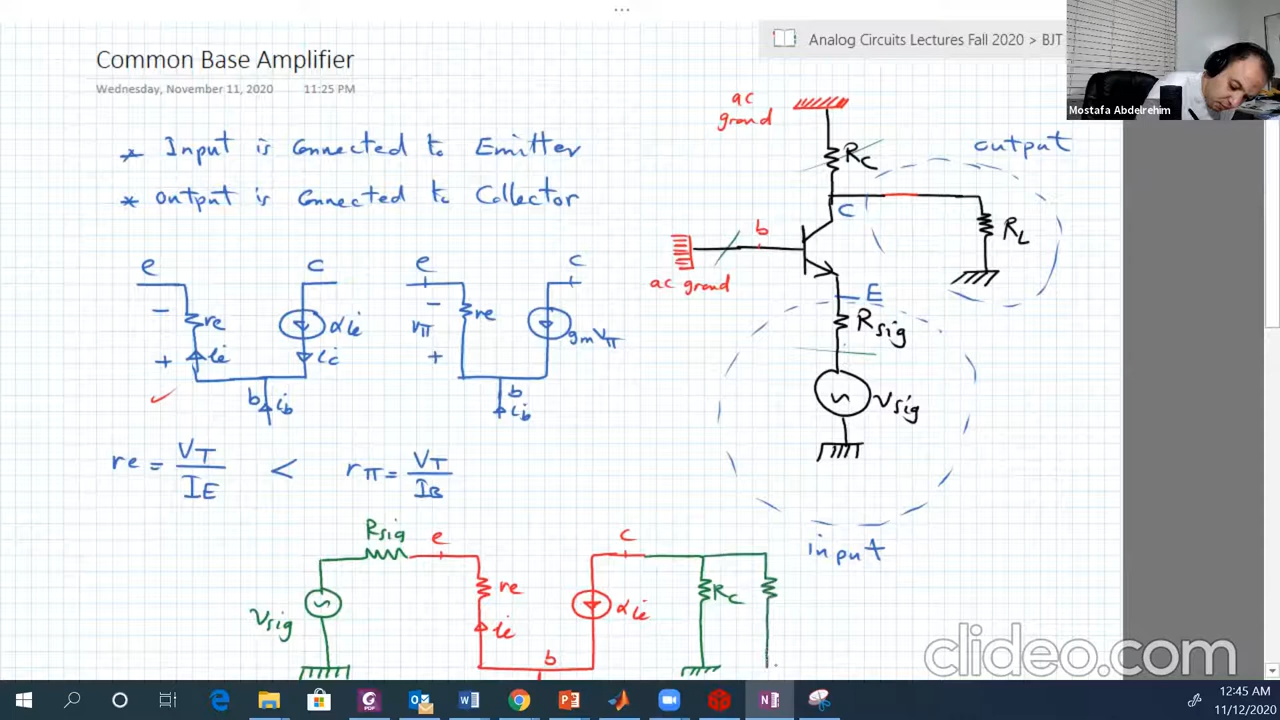 Common Base Amplifier
Wednesday, November 11, 2020 11:25 PM
Analog Circuits Lectures Fall 2020 > BJT
Mostafa Abdelrehim
* Input is Connected to Emitter
* Output is Connected to Collector
ac ground
RC
output
C
b
RL
ac ground
E
Rsig
vsig
input
e
c
re
αie
ie
ic
b
ib
-
+
e
c
-
vπ
+
re
gmvπ
b
ib
re = VT / IE < rπ = VT / IB
Rsig
e
c
vsig
re
ie
αie
RC
b
clideo.com
PDF
12:45 AM
11/12/2020